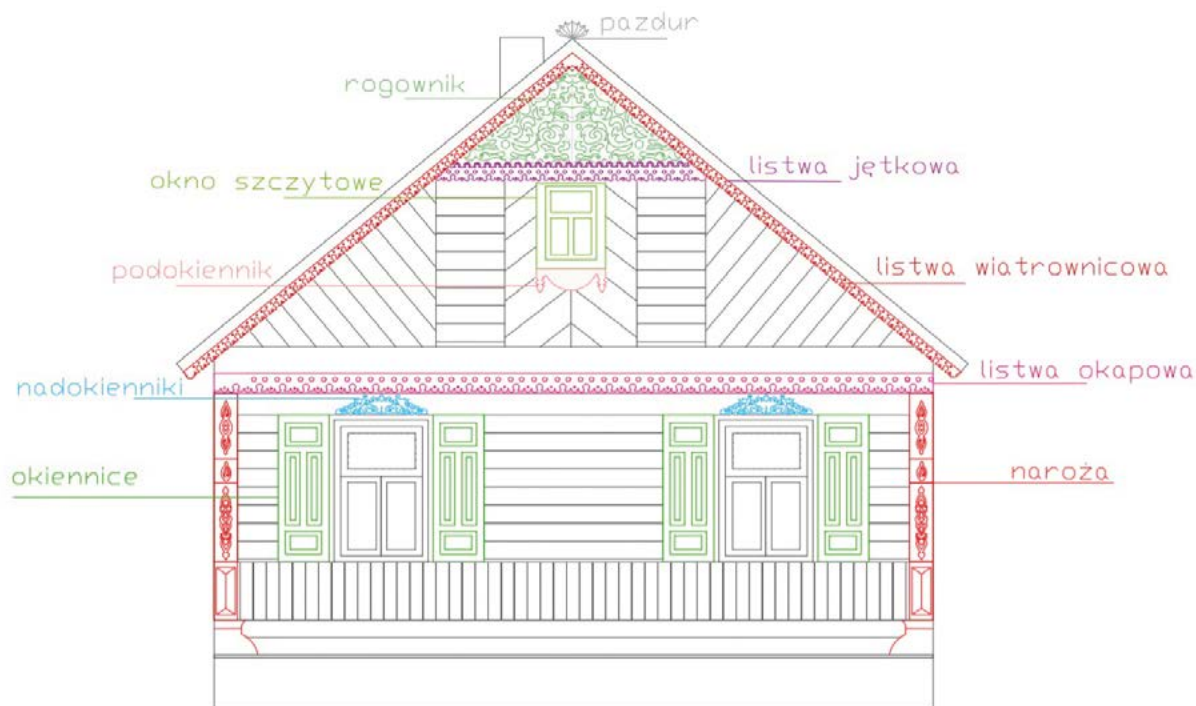 pazdur
rogownik
listwa jętkowa
okno szczytowe
podokiennik
listwa wiatrownicowa
nadokienniki
listwa okapowa
okiennice
naroża